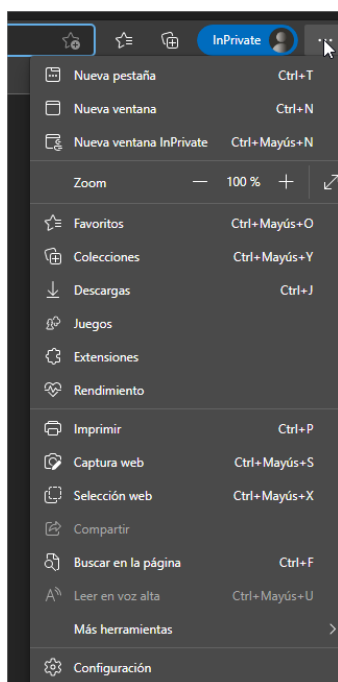 InPrivate
Nueva pestaña Ctrl+T
Nueva ventana Ctrl+N
Nueva ventana InPrivate Ctrl+Mayús+N
Zoom — 100 % +
Favoritos Ctrl+Mayús+O
Colecciones Ctrl+Mayús+Y
Descargas Ctrl+J
Juegos
Extensiones
Rendimiento
Imprimir Ctrl+P
Captura web Ctrl+Mayús+S
Selección web Ctrl+Mayús+X
Compartir
Buscar en la página Ctrl+F
Leer en voz alta Ctrl+Mayús+U
Más herramientas
Configuración